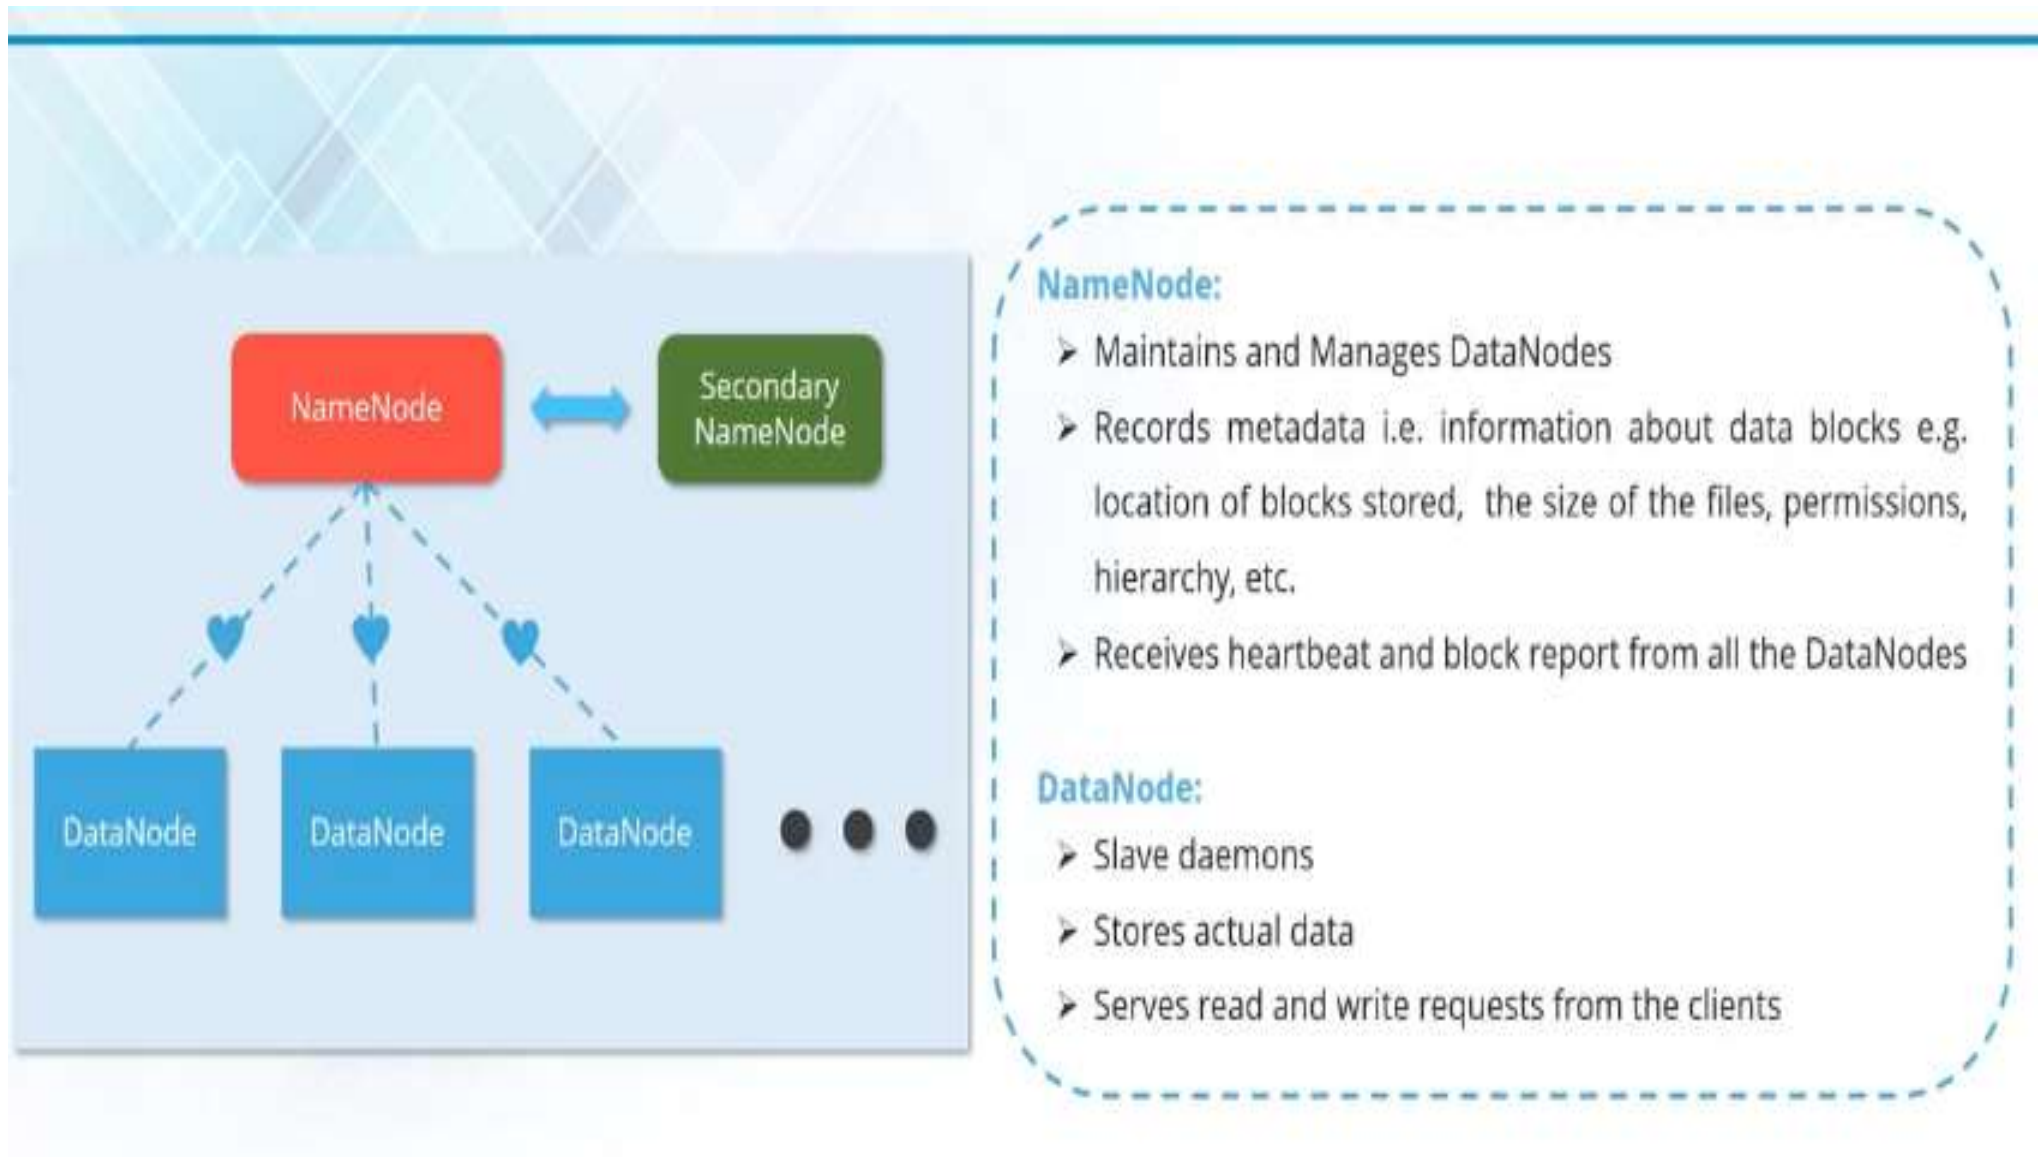 NameNode
Secondary
NameNode
DataNode
DataNode
DataNode
NameNode:
➢ Maintains and Manages DataNodes
➢ Records metadata i.e. information about data blocks e.g.
location of blocks stored, the size of the files, permissions,
hierarchy, etc.
➢ Receives heartbeat and block report from all the DataNodes
DataNode:
➢ Slave daemons
➢ Stores actual data
➢ Serves read and write requests from the clients